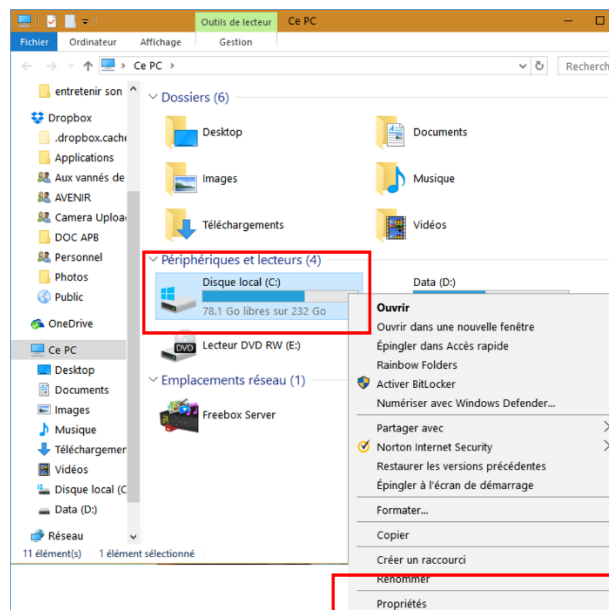 Outils de lecteur Ce PC
Fichier Ordinateur Affichage Gestion
Ce PC
entretenir son
Dropbox
.dropbox.cache
Applications
Aux vannés de
AVENIR
Camera Uploa
DOC APB
Personnel
Photos
Public
OneDrive
Ce PC
Desktop
Documents
Images
Musique
Téléchargemer
Vidéos
Disque local (C
Data (D:)
Réseau
Recherch
Dossiers (6)
Desktop
Documents
Images
Musique
Téléchargements
Vidéos
Périphériques et lecteurs (4)
Disque local (C:)
78.1 Go libres sur 232 Go
Data (D:)
DVD
Lecteur DVD RW (E:)
Emplacements réseau (1)
Freebox Server
Ouvrir
Ouvrir dans une nouvelle fenêtre
Épingler dans Accès rapide
Rainbow Folders
Activer BitLocker
Numériser avec Windows Defender...
Partager avec
Norton Internet Security
Restaurer les versions précédentes
Épingler à l'écran de démarrage
Formater...
Copier
Créer un raccourci
Renommer
Propriétés
11 élément(s) 1 élément sélectionné